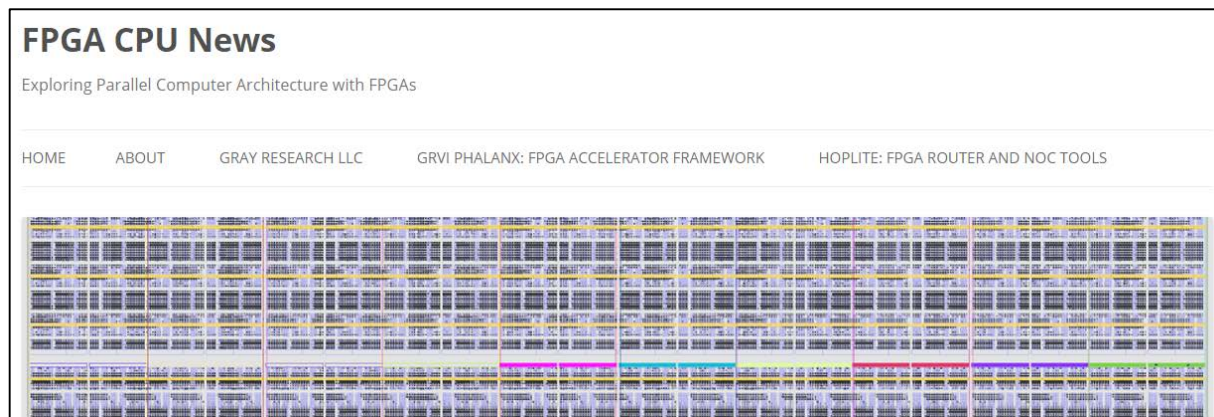 FPGA CPU News
Exploring Parallel Computer Architecture with FPGAs
HOME ABOUT GRAY RESEARCH LLC GRVI PHALANX: FPGA ACCELERATOR FRAMEWORK HOPLITE: FPGA ROUTER AND NOC TOOLS